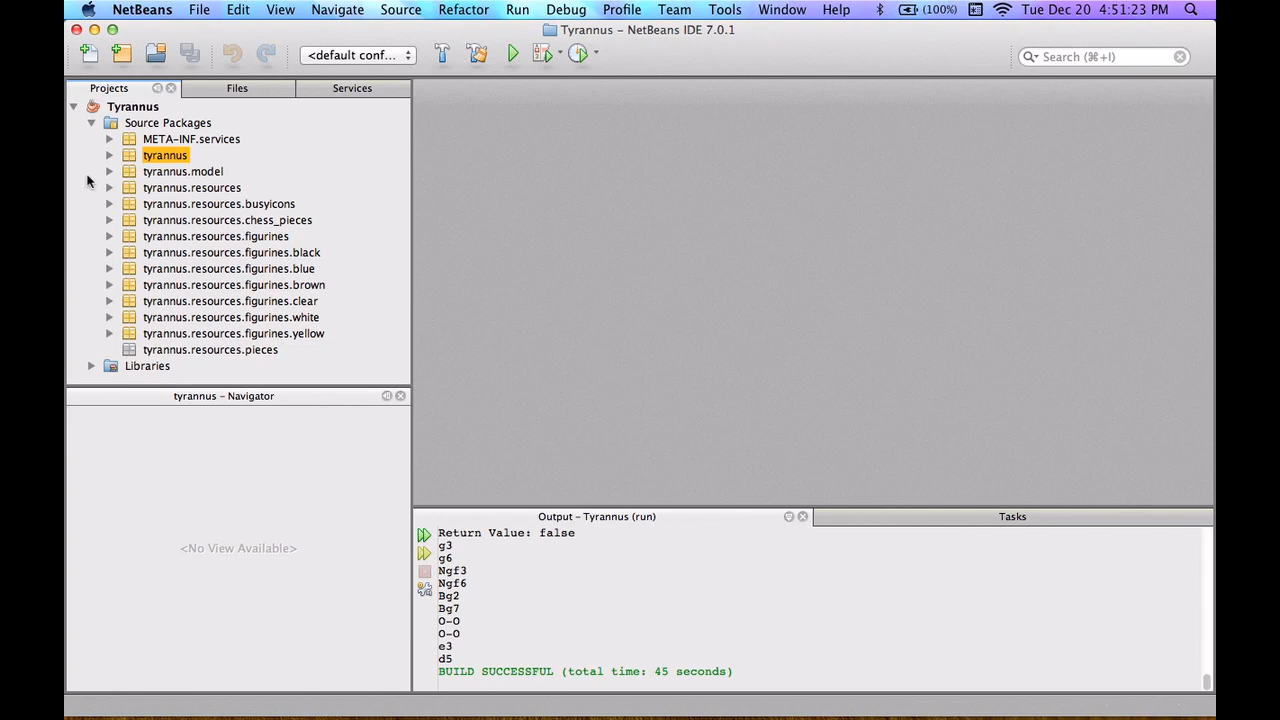 NetBeans File Edit View Navigate Source Refactor Run Debug Profile Team Tools Window Help (100%) Tue Dec 20 4:51:23 PM
Tyrannus – NetBeans IDE 7.0.1
<default conf... Search (⌘+I)
Projects Files Services
Tyrannus
Source Packages
META-INF.services
tyrannus
tyrannus.model
tyrannus.resources
tyrannus.resources.busyicons
tyrannus.resources.chess_pieces
tyrannus.resources.figurines
tyrannus.resources.figurines.black
tyrannus.resources.figurines.blue
tyrannus.resources.figurines.brown
tyrannus.resources.figurines.clear
tyrannus.resources.figurines.white
tyrannus.resources.figurines.yellow
tyrannus.resources.pieces
Libraries
tyrannus – Navigator
<No View Available>
Output – Tyrannus (run) Tasks
Return Value: false
g3
g6
Ngf3
Ngf6
Bg2
Bg7
O-O
O-O
e3
d5
BUILD SUCCESSFUL (total time: 45 seconds)